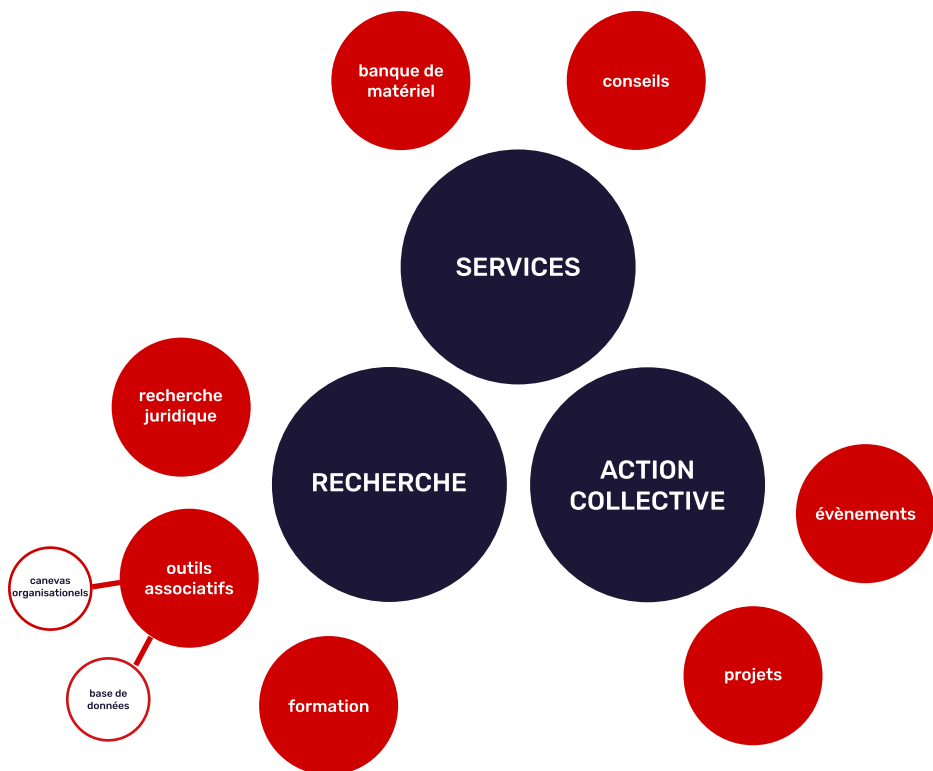 banque de
matériel
conseils
SERVICES
recherche
juridique
RECHERCHE
ACTION
COLLECTIVE
évènements
outils
associatifs
canevas
organisationels
base de
données
formation
projets